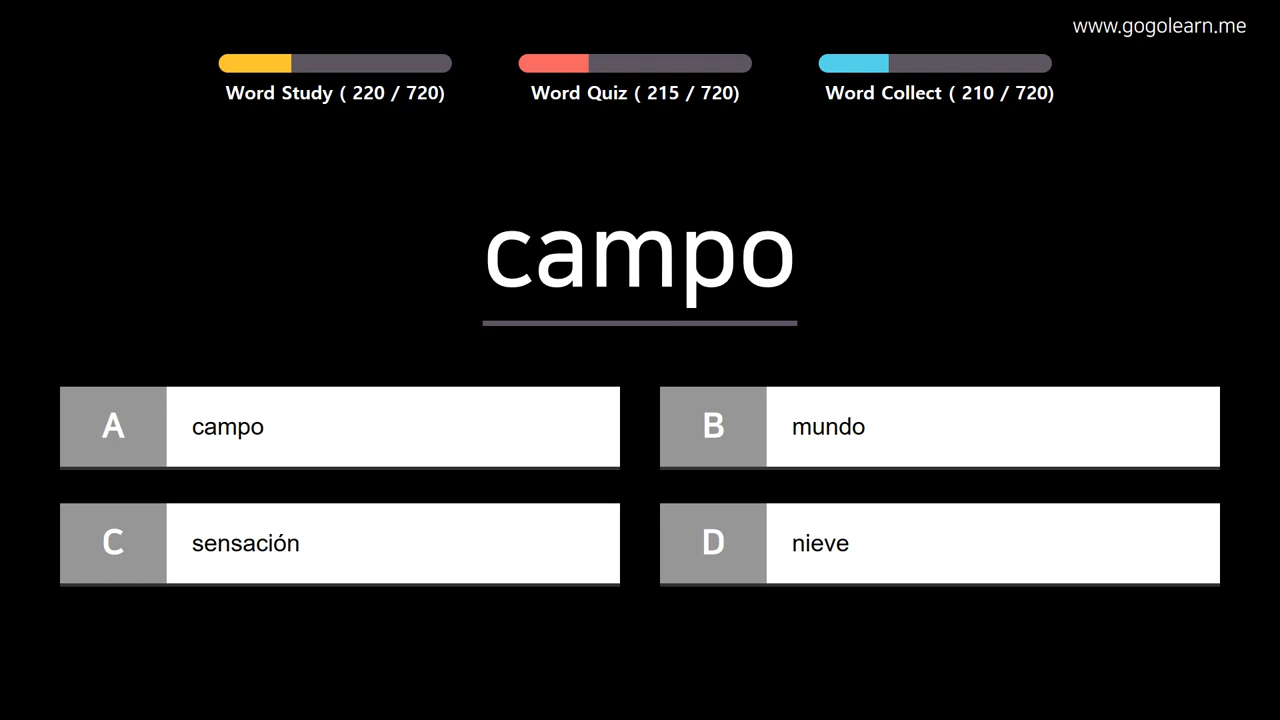 www.gogolearn.me
Word Study ( 220 / 720)
Word Quiz ( 215 / 720)
Word Collect ( 210 / 720)
campo
A campo
B mundo
C sensación
D nieve